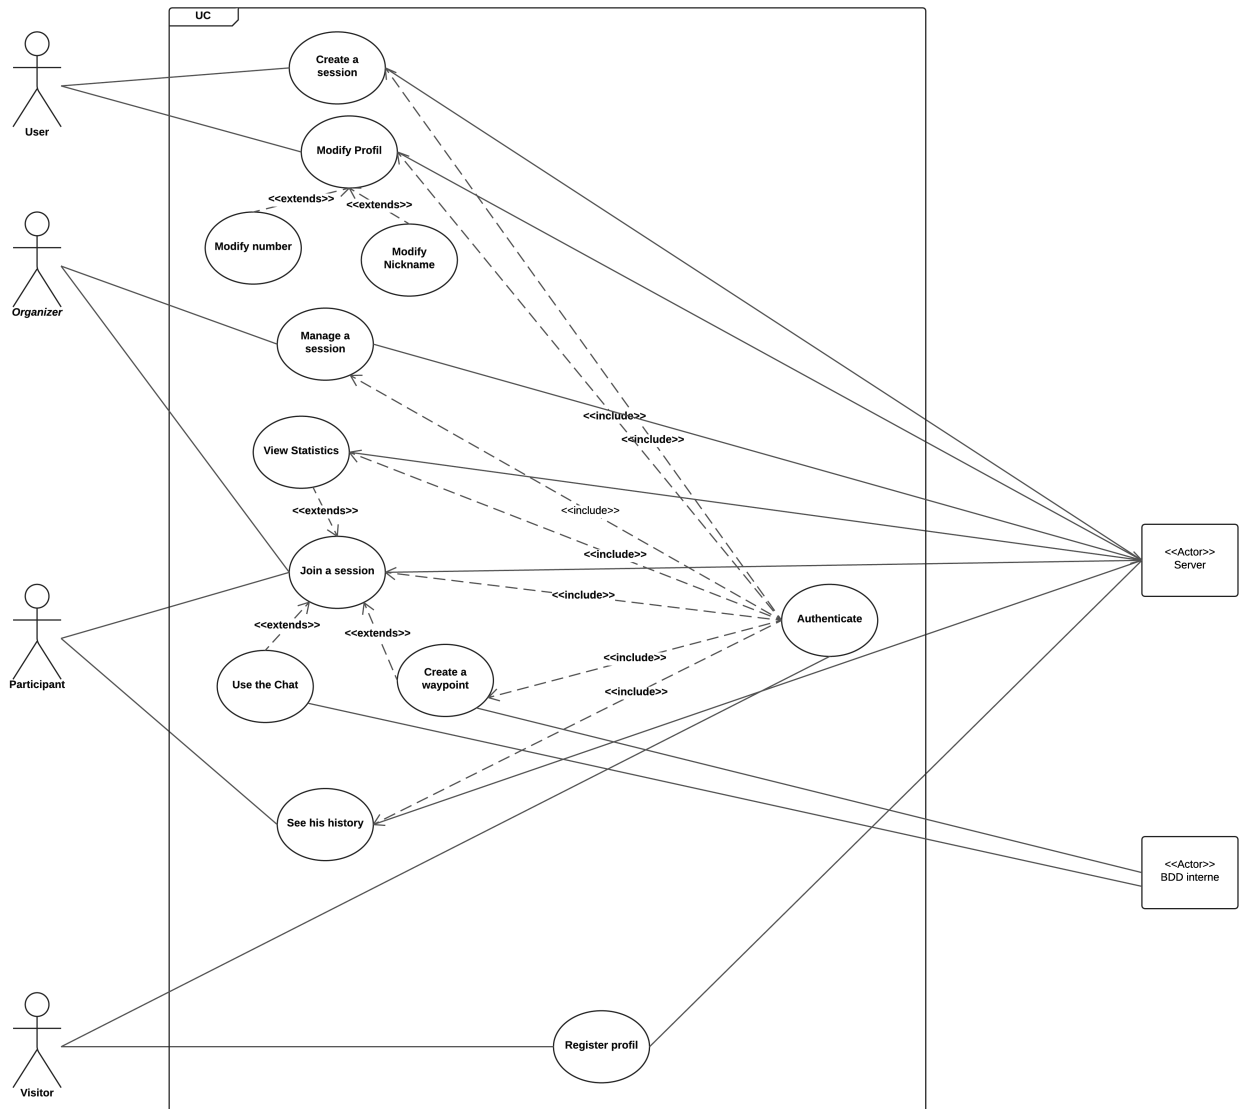 UC
User
Create a
session
Modify Profil
<<extends>>
<<extends>>
Modify number
Modify
Nickname
Organizer
Manage a
session
<<include>>
<<include>>
View Statistics
<<extends>>
<<include>>
<<include>>
Join a session
<<include>>
<<Actor>>
Server
Authenticate
<<extends>>
<<extends>>
Participant
Use the Chat
Create a
waypoint
<<include>>
<<include>>
See his history
<<Actor>>
BDD interne
Visitor
Register profil